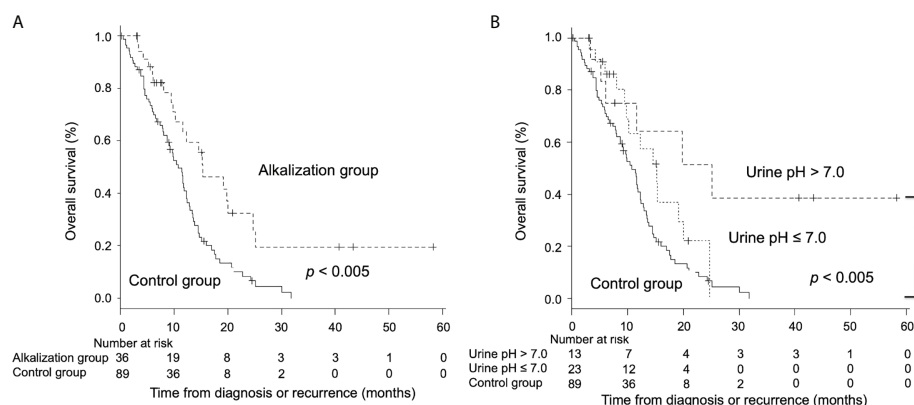 A
Overall survival (%)
1.0
0.8
0.6
0.4
0.2
0.0
Alkalization group
Control group
p < 0.005
0 10 20 30 40 50 60
Number at risk
Alkalization group 36 19 8 3 3 1 0
Control group 89 36 8 2 0 0 0
Time from diagnosis or recurrence (months)
B
Overall survival (%)
1.0
0.8
0.6
0.4
0.2
0.0
Urine pH > 7.0
Urine pH ≤ 7.0
Control group
p < 0.005
0 10 20 30 40 50 60
Number at risk
Urine pH > 7.0 13 7 4 3 3 1 0
Urine pH ≤ 7.0 23 12 4 0 0 0 0
Control group 89 36 8 2 0 0 0
Time from diagnosis or recurrence (months)